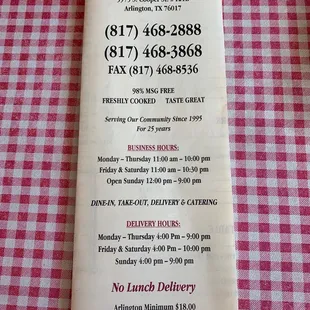 Arlington, TX 76017
(817) 468-2888
(817) 468-3868
FAX (817) 468-8536
98% MSG FREE
FRESHLY COOKED TASTE GREAT
Serving Our Community Since 1995
For 25 years
BUSINESS HOURS:
Monday - Thursday 11:00 am - 10:00 pm
Friday & Saturday 11:00 am - 10:30 pm
Open Sunday 12:00 pm - 9:00 pm
DINE-IN, TAKE-OUT, DELIVERY & CATERING
DELIVERY HOURS:
Monday - Thursday 4:00 Pm - 9:00 pm
Friday & Saturday 4:00 Pm - 10:00 pm
Sunday 4:00 pm - 9:00 pm
No Lunch Delivery
Arlington Minimum $18.00